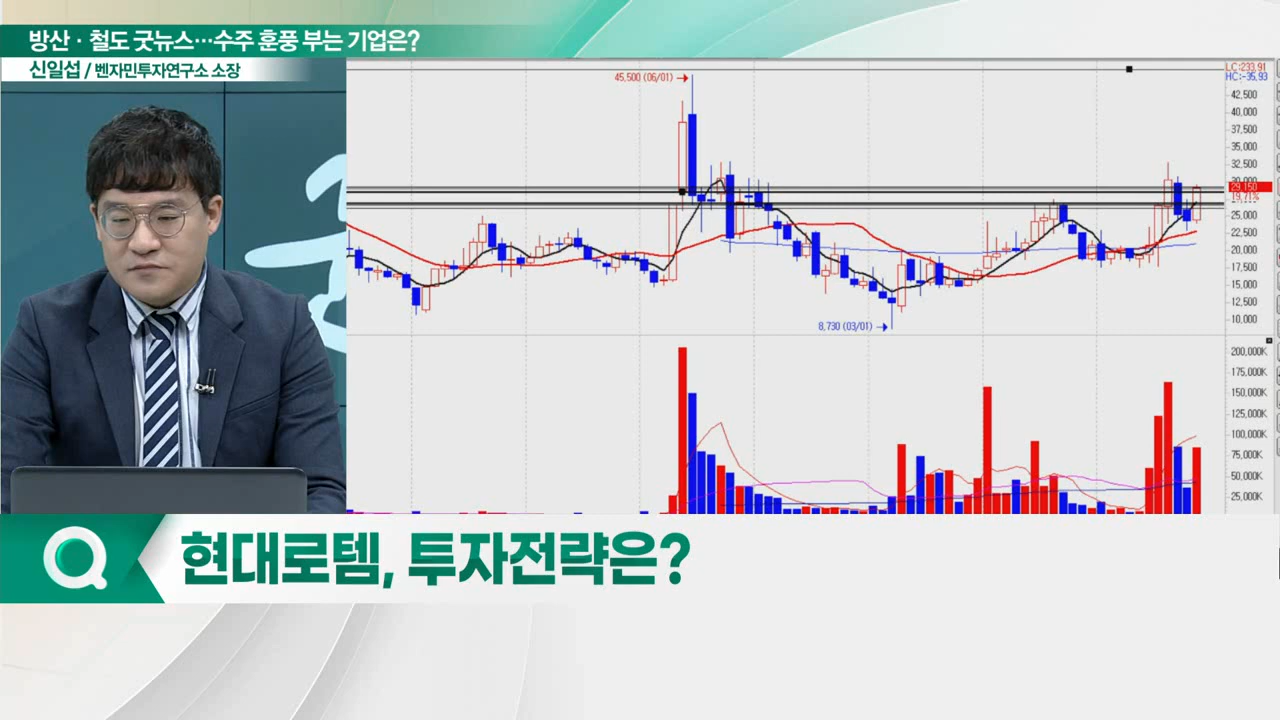 방산·철도 굿뉴스…수주 훈풍 부는 기업은?
신일섭 / 벤자민투자연구소 소장
LC:233.91
HC:-35.93
45,500 (06/01)
42,500
40,000
37,500
35,000
32,500
30,000
29,150
19.71%
25,000
22,500
20,000
17,500
15,000
12,500
10,000
8,730 (03/01)
200,000K
175,000K
150,000K
125,000K
100,000K
75,000K
50,000K
25,000K
현대로템, 투자전략은?